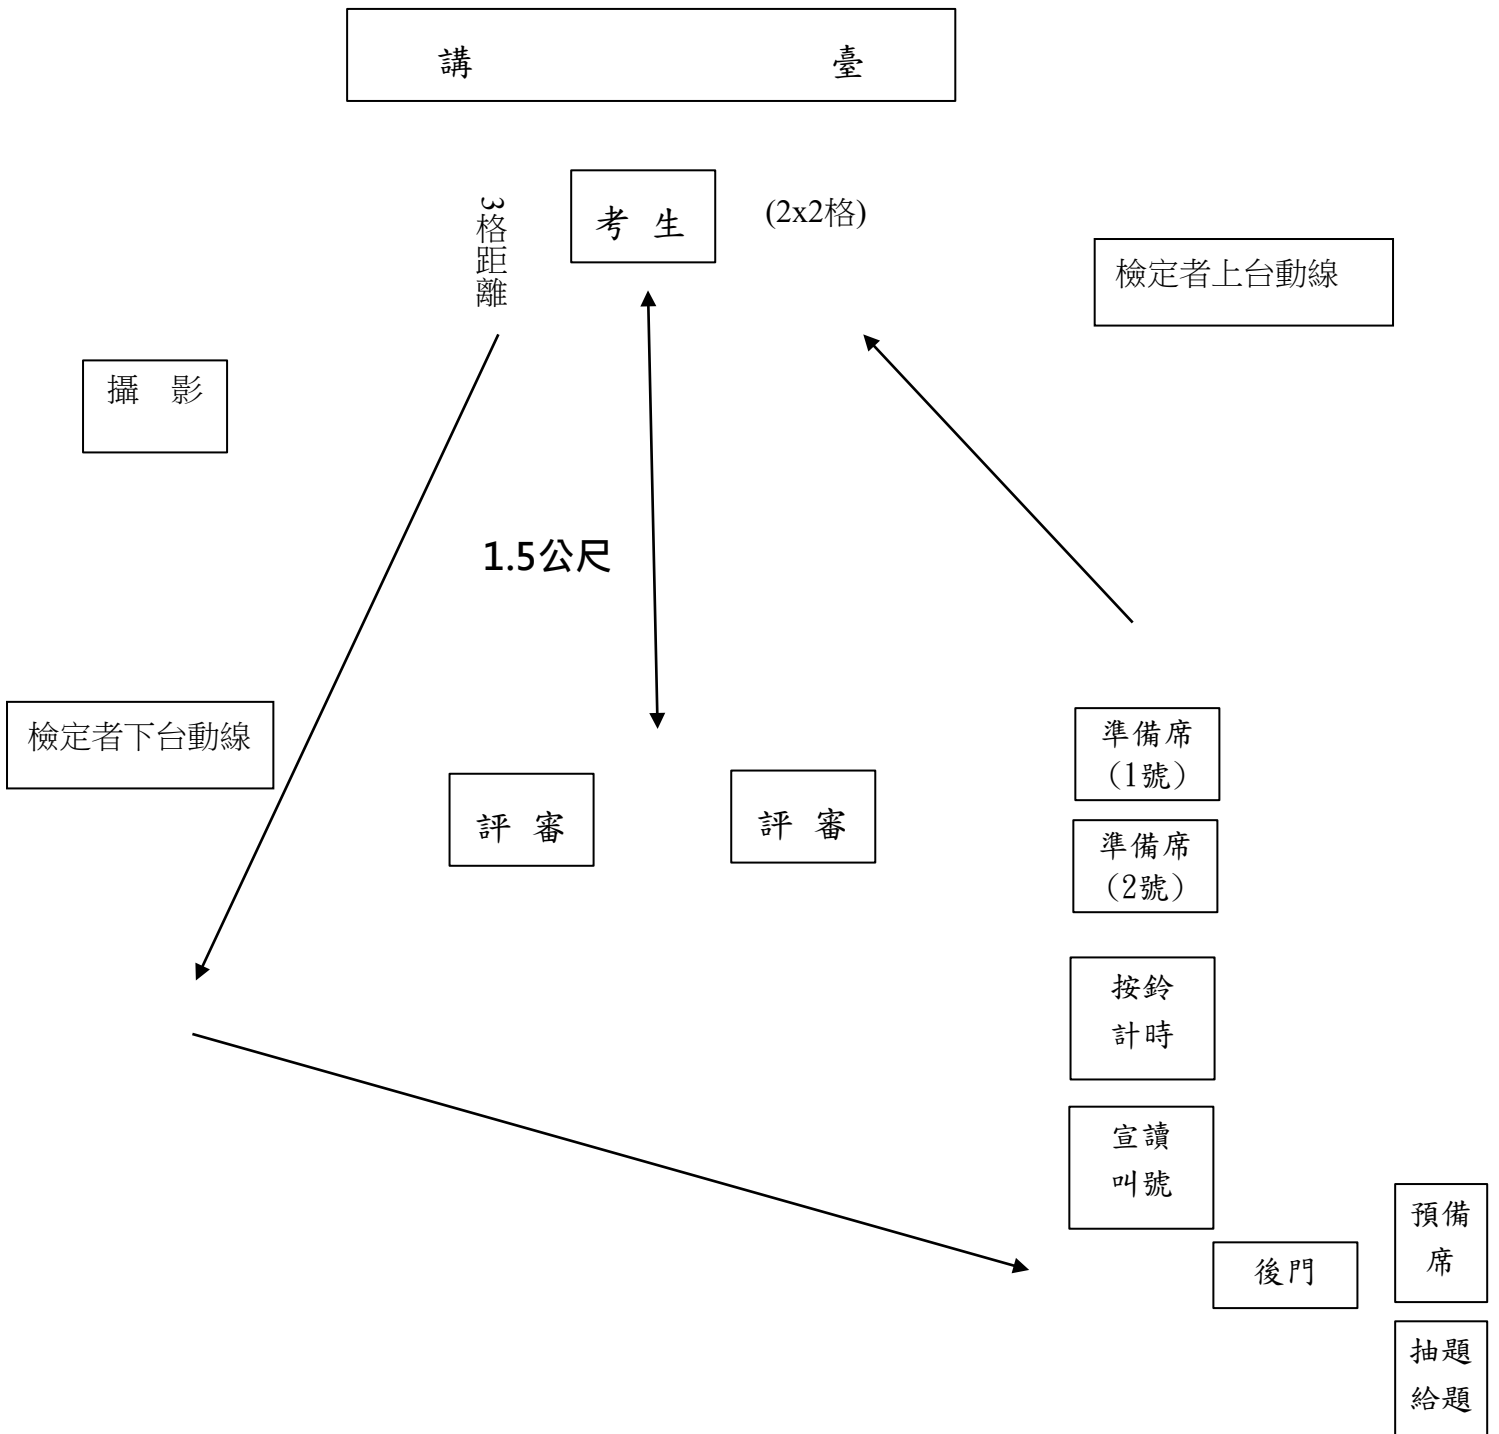 講　　　　　臺
考 生
(2x2格)
3格距離
檢定者上台動線
攝　影
1.5公尺
檢定者下台動線
評 審
評 審
準備席
(1號)
準備席
(2號)
按鈴
計時
宣讀
叫號
後門
預備
席
抽題
給題